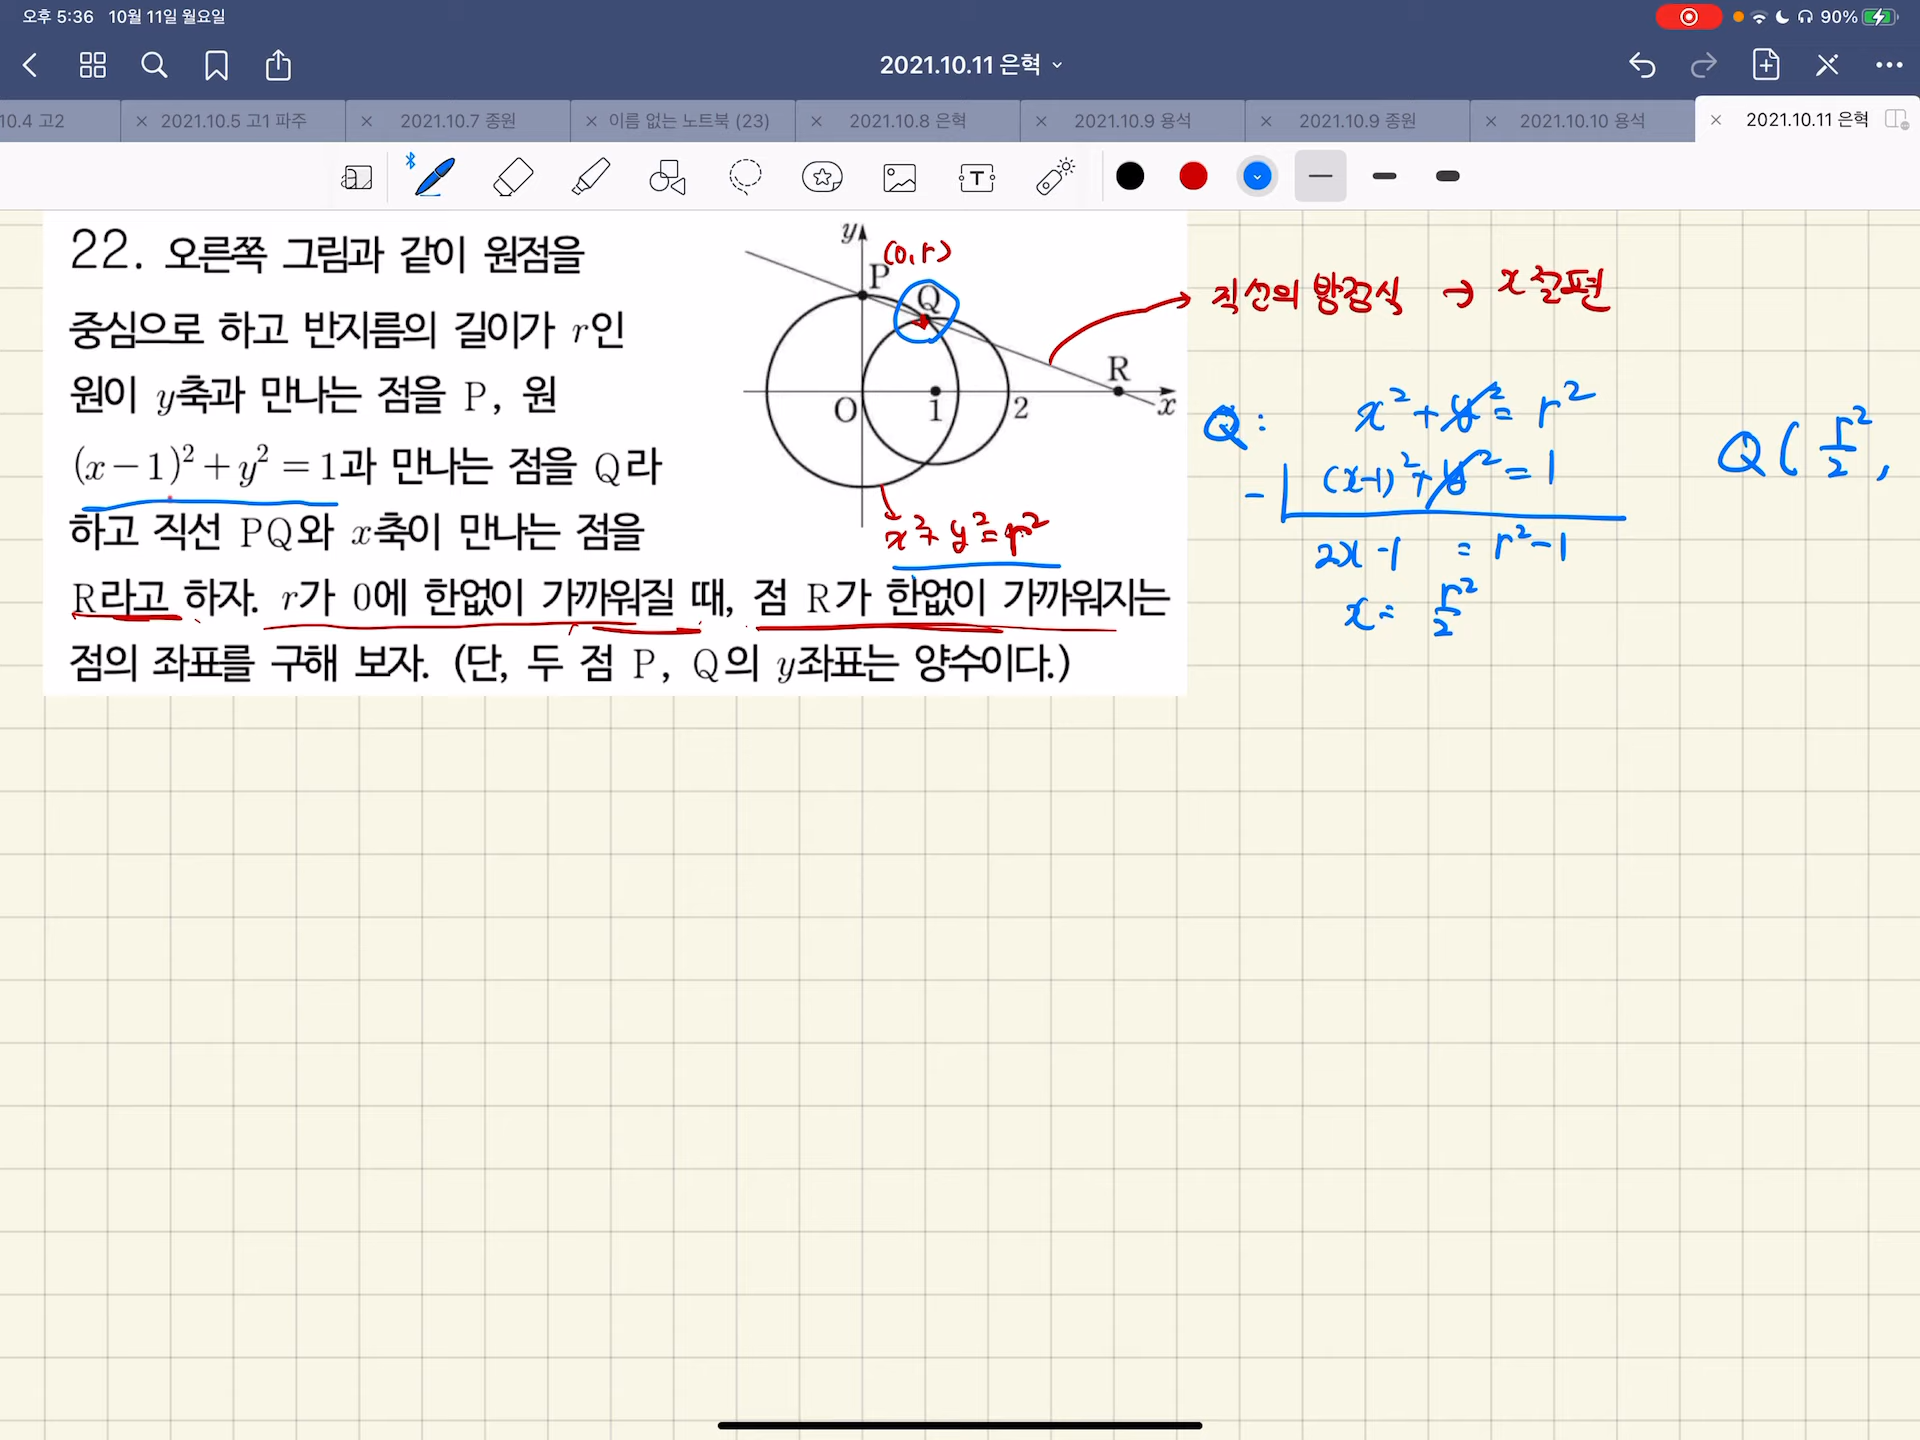 오후 5:36 10월 11일 월요일
90%
2021.10.11 은혁
10.4 고2
2021.10.5 고1 파주
2021.10.7 종원
이름 없는 노트북 (23)
2021.10.8 은혁
2021.10.9 용석
2021.10.9 종원
2021.10.10 용석
2021.10.11 은혁
22. 오른쪽 그림과 같이 원점을
중심으로 하고 반지름의 길이가 r인
원이 y축과 만나는 점을 P, 원
(x-1)²+y²=1과 만나는 점을 Q라
하고 직선 PQ와 x축이 만나는 점을
R라고 하자. r가 0에 한없이 가까워질 때, 점 R가 한없이 가까워지는
점의 좌표를 구해 보자. (단, 두 점 P, Q의 y좌표는 양수이다.)
y
P
(0, r)
Q
R
O
1
2
x
x²+y²=r²
직선의 방정식 → x절편
Q: x²+y²=r²
- (x-1)²+y²=1
2x-1 = r²-1
x= r²/2
Q( r²/2 ,